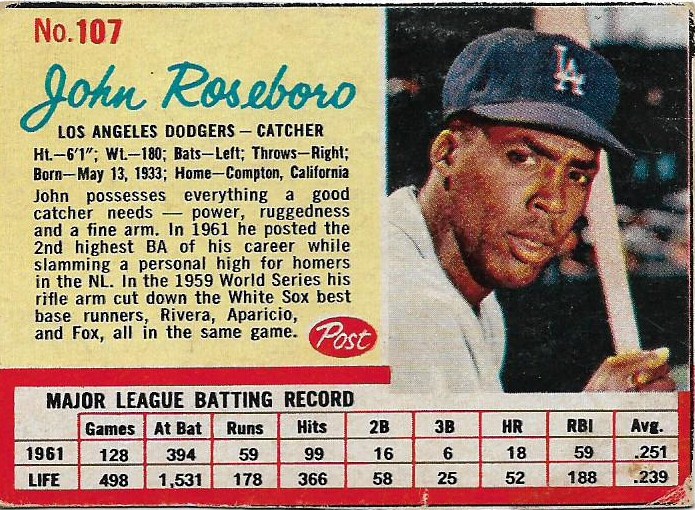 No. 107
John Roseboro
LOS ANGELES DODGERS — CATCHER
Ht.—6'1"; Wt.—180; Bats—Left; Throws—Right;
Born—May 13, 1933; Home—Compton, California
John possesses everything a good
catcher needs — power, ruggedness
and a fine arm. In 1961 he posted the
2nd highest BA of his career while
slamming a personal high for homers
in the NL. In the 1959 World Series his
rifle arm cut down the White Sox best
base runners, Rivera, Aparicio,
and Fox, all in the same game.
Post
LA
MAJOR LEAGUE BATTING RECORD
Games At Bat Runs Hits 2B 3B HR RBI Avg.
1961 128 394 59 99 16 6 18 59 .251
LIFE 498 1,531 178 366 58 25 52 188 .239